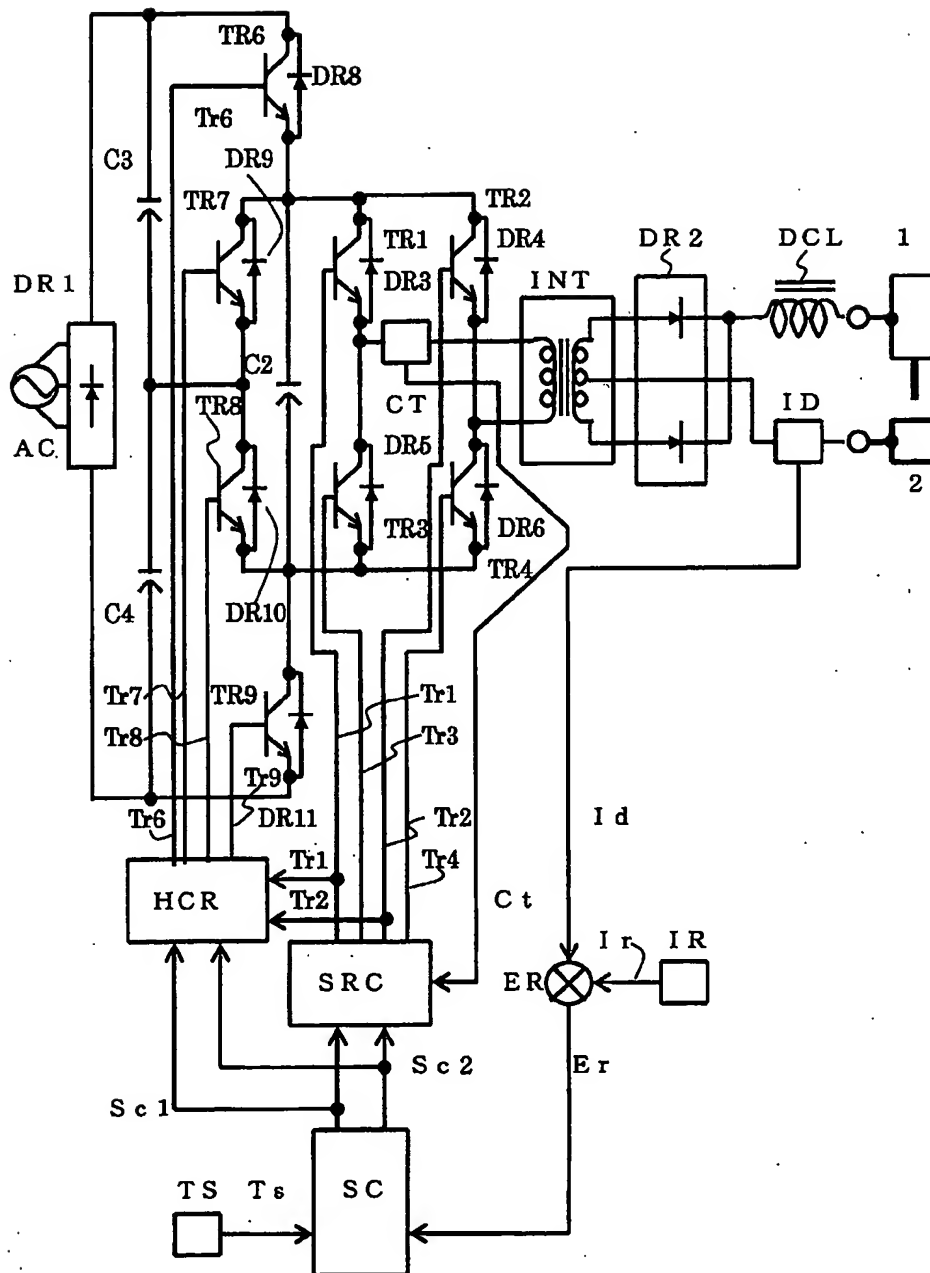 TR6
DR8
Tr6
C3
DR9
TR7
TR2
TR1
DR4
DR2
DCL
1
DR1
DR3
INT
C2
CT
ID
TR8
AC
DR5
2
TR3
DR6
TR4
C4
DR10
Tr7
TR9
Tr1
Tr8
Tr3
Tr9
Tr6
DR11
Tr2
Id
Tr1
Tr4
HCR
Tr2
Ct
Ir
IR
SRC
ER
Sc2
Er
Sc1
TS
Ts
SC